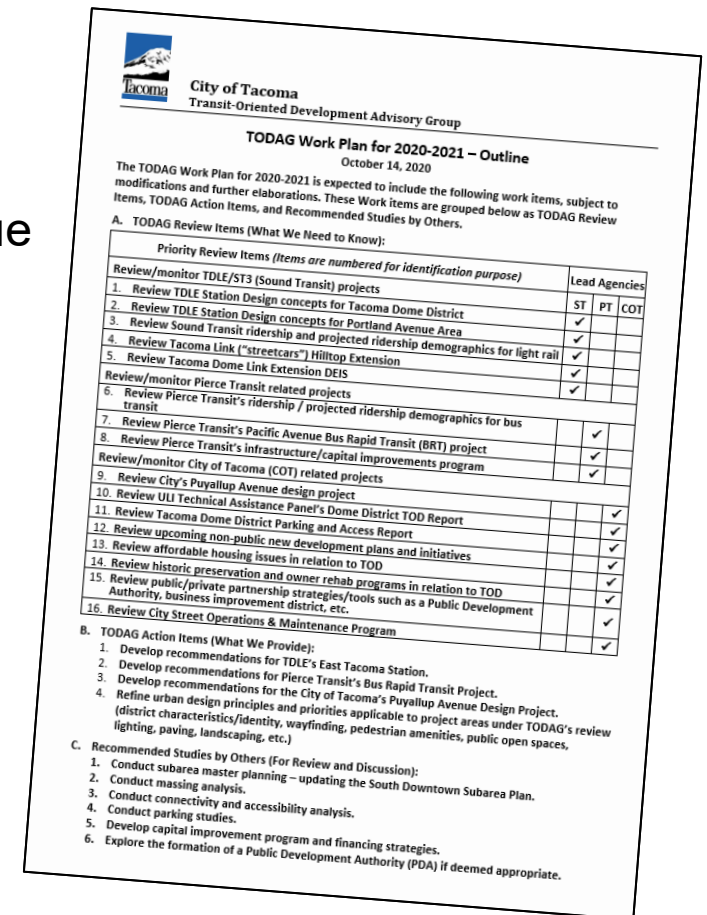 ue
Tacoma
City of Tacoma
Transit-Oriented Development Advisory Group
TODAG Work Plan for 2020-2021 – Outline
October 14, 2020
The TODAG Work Plan for 2020-2021 is expected to include the following work items, subject to
modifications and further elaborations. These Work items are grouped below as TODAG Review
Items, TODAG Action Items, and Recommended Studies by Others.
A. TODAG Review Items (What We Need to Know):
Priority Review Items (Items are numbered for identification purpose)
Lead Agencies
ST PT COT
Review/monitor TDLE/ST3 (Sound Transit) projects
1. Review TDLE Station Design concepts for Tacoma Dome District ✓
2. Review TDLE Station Design concepts for Portland Avenue Area ✓
3. Review Sound Transit ridership and projected ridership demographics for light rail ✓
4. Review Tacoma Link (“streetcars”) Hilltop Extension ✓
5. Review Tacoma Dome Link Extension DEIS ✓
Review/monitor Pierce Transit related projects
6. Review Pierce Transit’s ridership / projected ridership demographics for bus
transit ✓
7. Review Pierce Transit’s Pacific Avenue Bus Rapid Transit (BRT) project ✓
8. Review Pierce Transit’s infrastructure/capital improvements program ✓
Review/monitor City of Tacoma (COT) related projects
9. Review City’s Puyallup Avenue design project ✓
10. Review ULI Technical Assistance Panel’s Dome District TOD Report ✓
11. Review Tacoma Dome District Parking and Access Report ✓
12. Review upcoming non-public new development plans and initiatives ✓
13. Review affordable housing issues in relation to TOD ✓
14. Review historic preservation and owner rehab programs in relation to TOD ✓
15. Review public/private partnership strategies/tools such as a Public Development
Authority, business improvement district, etc. ✓
16. Review City Street Operations & Maintenance Program ✓
B. TODAG Action Items (What We Provide):
1. Develop recommendations for TDLE’s East Tacoma Station.
2. Develop recommendations for Pierce Transit’s Bus Rapid Transit Project.
3. Develop recommendations for the City of Tacoma’s Puyallup Avenue Design Project.
4. Refine urban design principles and priorities applicable to project areas under TODAG’s review
(district characteristics/identity, wayfinding, pedestrian amenities, public open spaces,
lighting, paving, landscaping, etc.)
C. Recommended Studies by Others (For Review and Discussion):
1. Conduct subarea master planning – updating the South Downtown Subarea Plan.
2. Conduct massing analysis.
3. Conduct connectivity and accessibility analysis.
4. Conduct parking studies.
5. Develop capital improvement program and financing strategies.
6. Explore the formation of a Public Development Authority (PDA) if deemed appropriate.